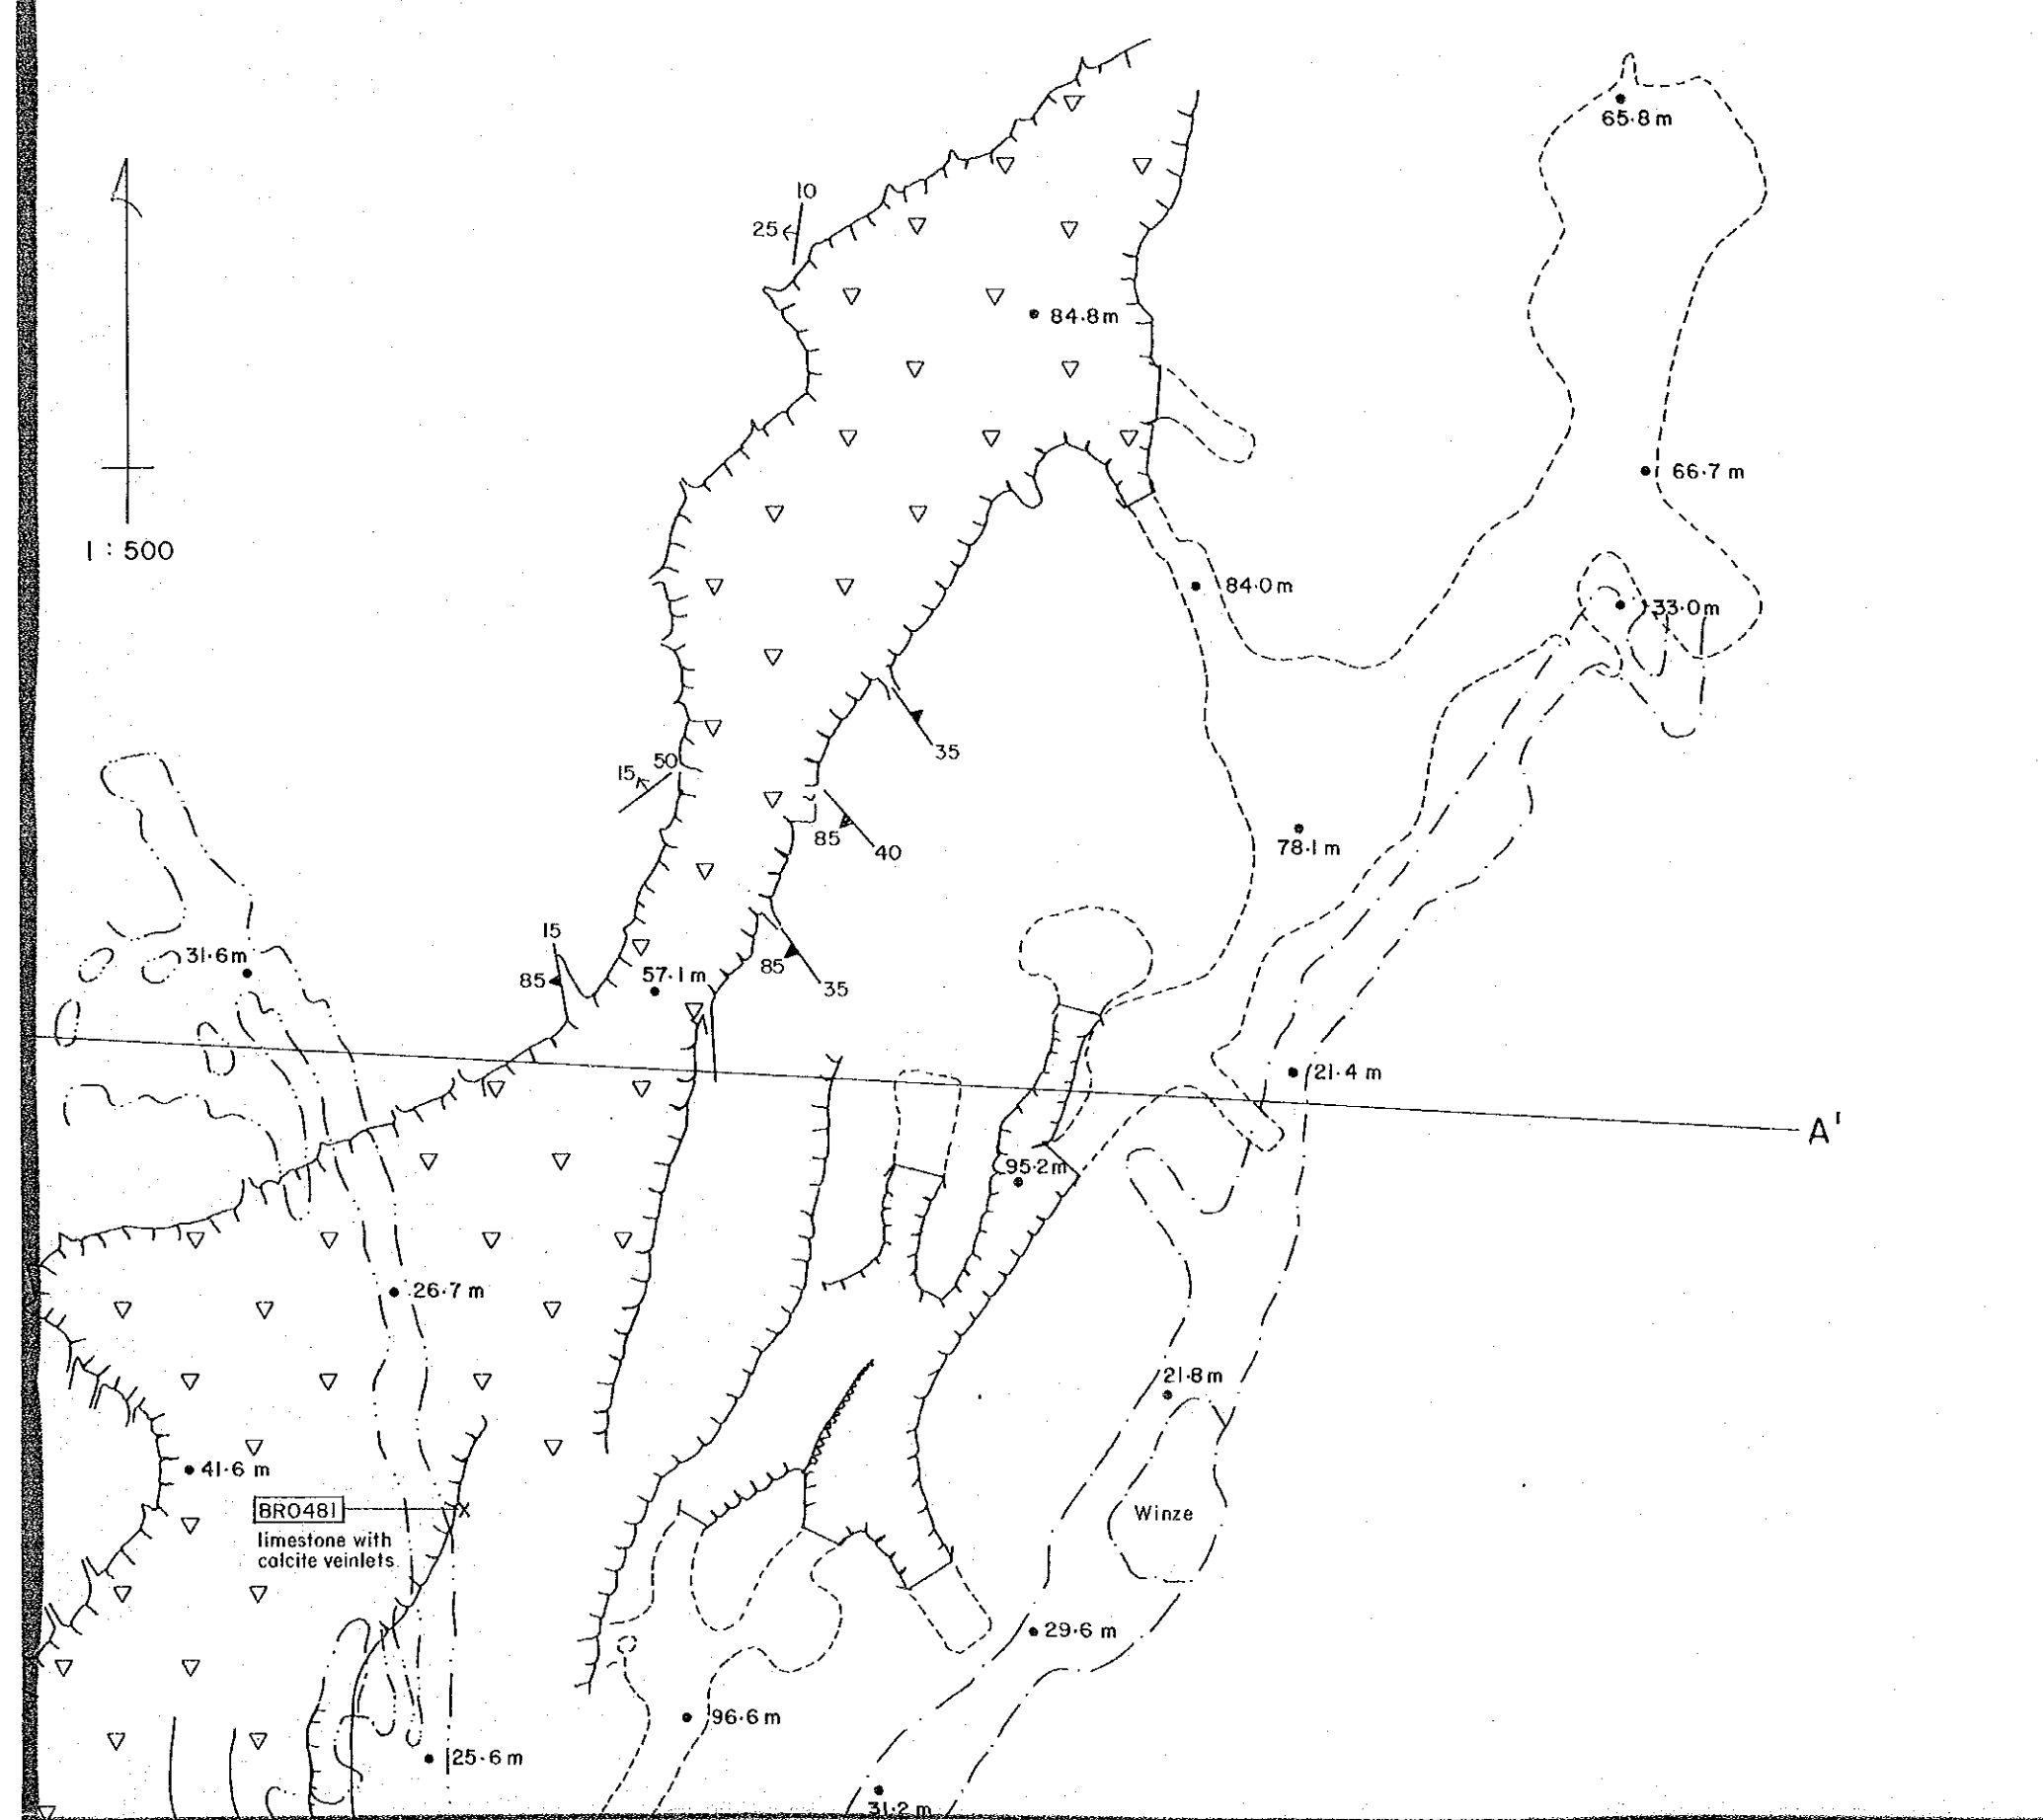 65.8 m
10
25
84.8 m
66.7 m
1 : 500
84.0 m
33.0 m
35
50
15
78.1 m
85
40
15
31.6 m
85
57.1 m
85
35
21.4 m
A'
95.2 m
26.7 m
21.8 m
41.6 m
BRO481
limestone with
calcite veinlets
Winze
29.6 m
96.6 m
25.6 m
31.2 m